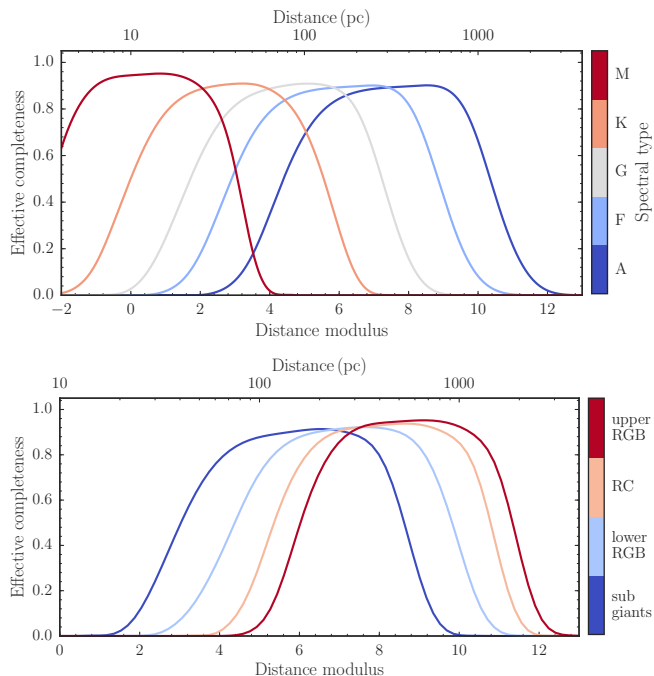 Distance (pc)
10 100 1000
1.0
0.8
0.6
0.4
0.2
0.0
Effective completeness
−2 0 2 4 6 8 10 12
Distance modulus
M
K
G
F
A
Spectral type
Distance (pc)
10 100 1000
1.0
0.8
0.6
0.4
0.2
0.0
Effective completeness
0 2 4 6 8 10 12
Distance modulus
upper
RGB
RC
lower
RGB
sub
giants